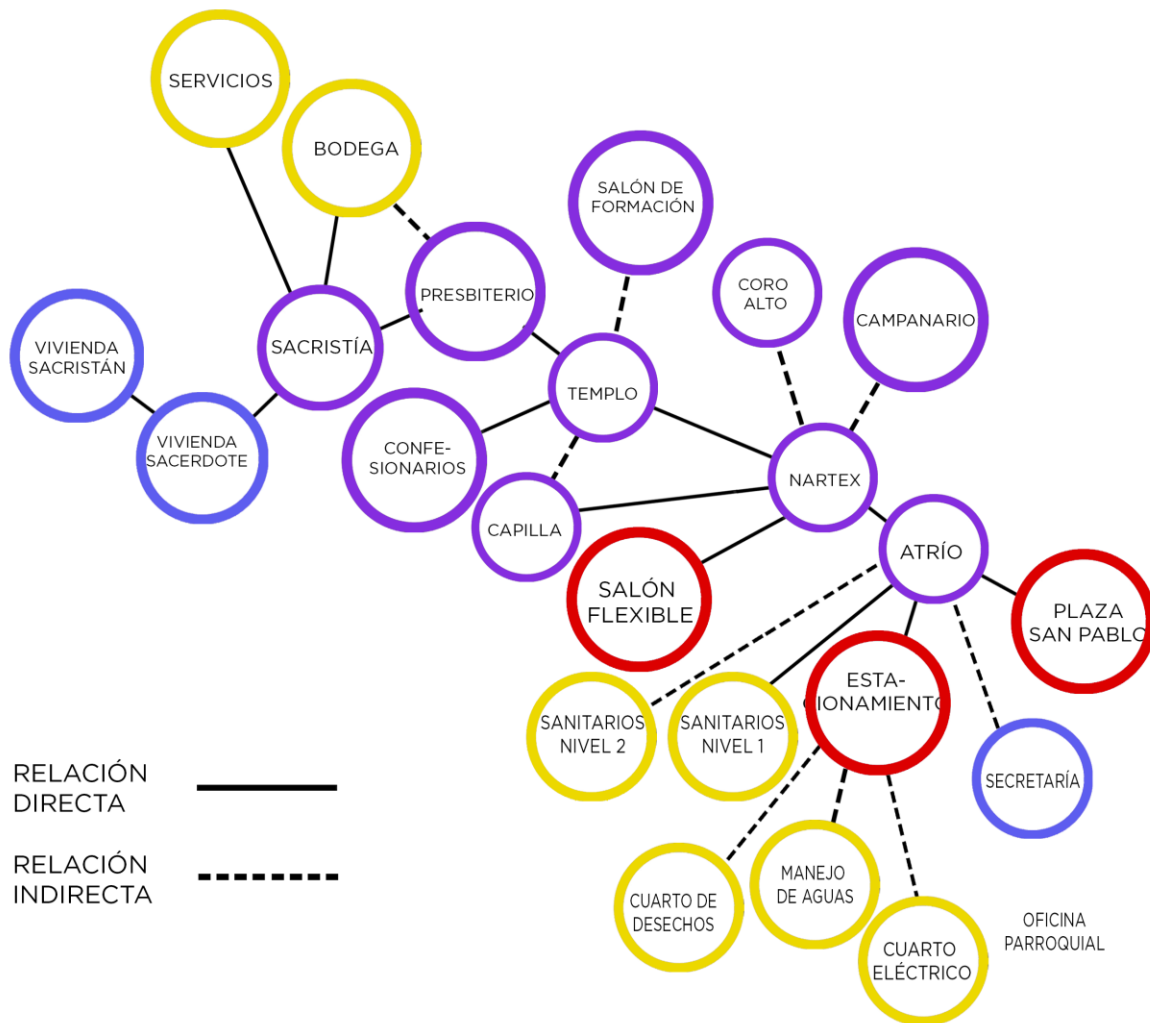 SERVICIOS
BODEGA
SALÓN DE
FORMACIÓN
PRESBITERIO
CORO
ALTO
CAMPANARIO
VIVIENDA
SACRISTÁN
SACRISTÍA
TEMPLO
VIVIENDA
SACERDOTE
CONFE-
SIONARIOS
NARTEX
CAPILLA
ATRÍO
SALÓN
FLEXIBLE
PLAZA
SAN PABLO
ESTA-
CIONAMIENTO
SANITARIOS
NIVEL 2
SANITARIOS
NIVEL 1
SECRETARÍA
RELACIÓN
DIRECTA
RELACIÓN
INDIRECTA
CUARTO DE
DESECHOS
MANEJO
DE AGUAS
CUARTO
ELÉCTRICO
OFICINA
PARROQUIAL